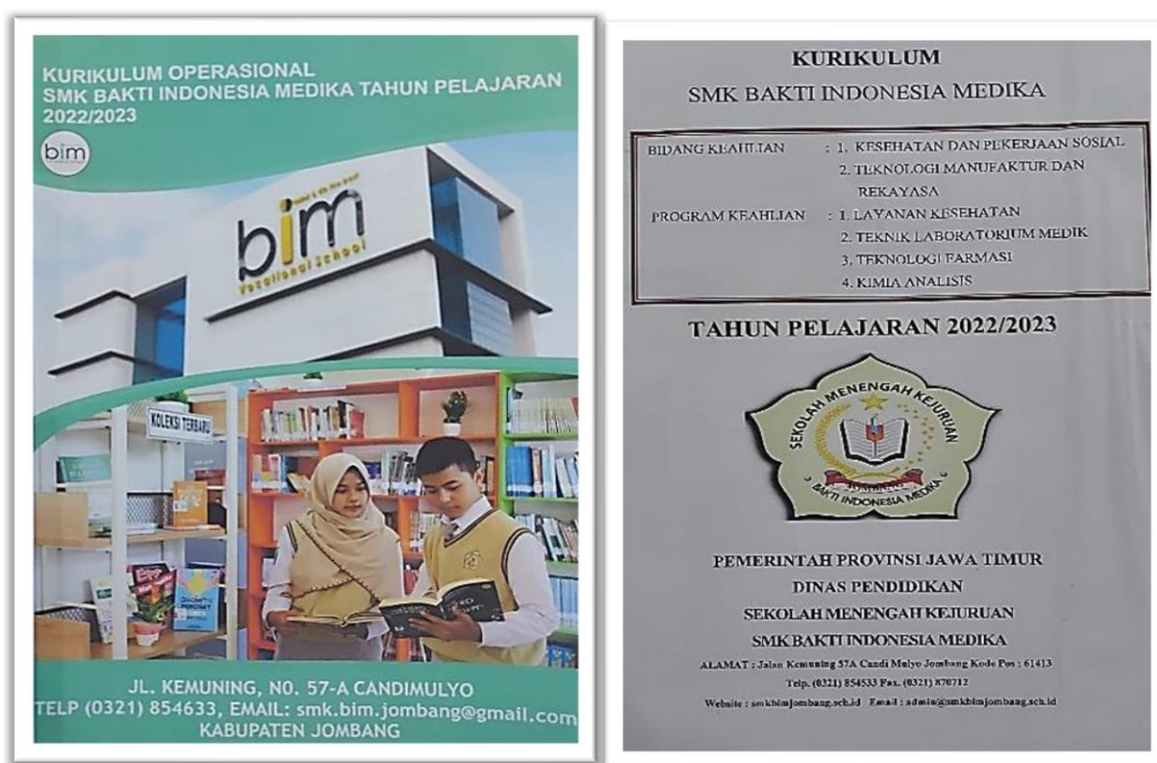 KURIKULUM OPERASIONAL
SMK BAKTI INDONESIA MEDIKA TAHUN PELAJARAN
2022/2023
bim
bim
Vocational School
KOLEKSI TERBARU
JL. KEMUNING, NO. 57-A CANDIMULYO
TELP (0321) 854633, EMAIL: smk.bim.jombang@gmail.com
KABUPATEN JOMBANG
KURIKULUM
SMK BAKTI INDONESIA MEDIKA
BIDANG KEAHLIAN : 1. KESEHATAN DAN PEKERJAAN SOSIAL
2. TEKNOLOGI MANUFAKTUR DAN
REKAYASA
PROGRAM KEAHLIAN : 1. LAYANAN KESEHATAN
2. TEKNIK LABORATORIUM MEDIK
3. TEKNOLOGI FARMASI
4. KIMIA ANALISIS
TAHUN PELAJARAN 2022/2023
SEKOLAH MENENGAH KEJURUAN
BAKTI INDONESIA MEDIKA
PEMERINTAH PROVINSI JAWA TIMUR
DINAS PENDIDIKAN
SEKOLAH MENENGAH KEJURUAN
SMK BAKTI INDONESIA MEDIKA
ALAMAT : Jalan Kemuning 57A Candi Mulyo Jombang Kode Pos : 61413
Telp. (0321) 854533 Fax. (0321) 870712
Website : smkbimjombang.sch.id Email : admin@smkbimjombang.sch.id